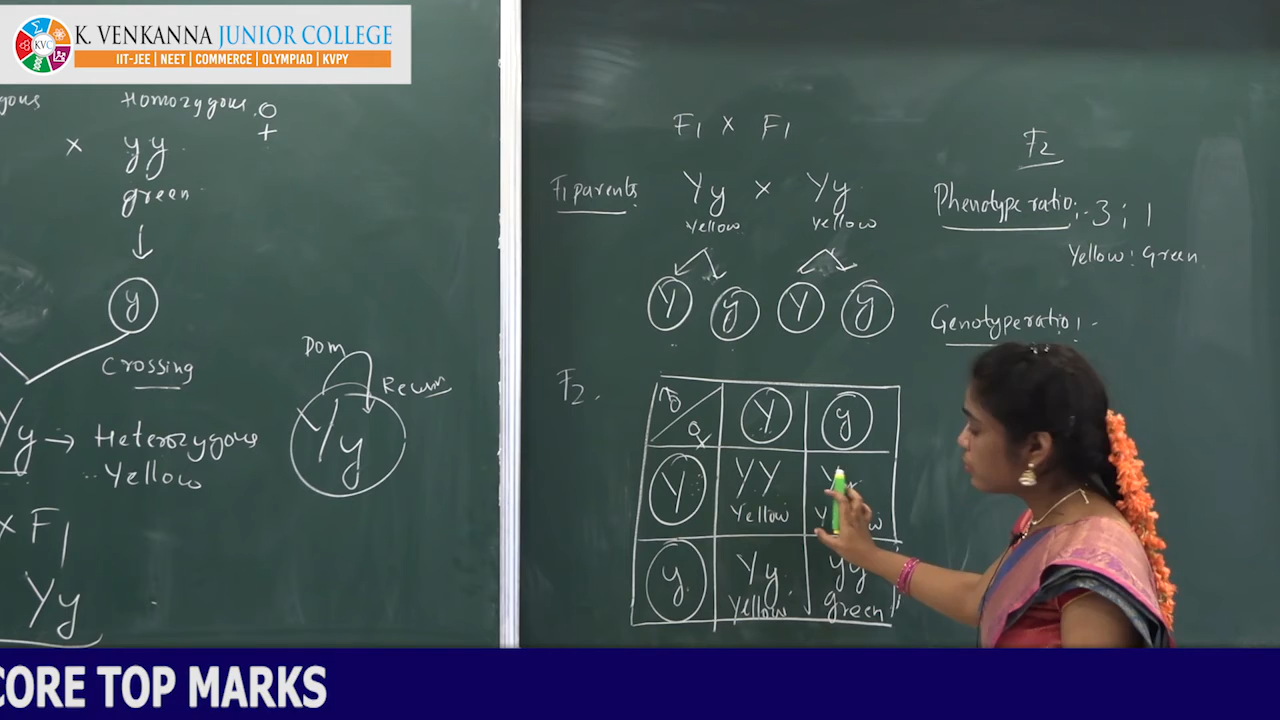 K. VENKANNA JUNIOR COLLEGE
KVC
IIT-JEE | NEET | COMMERCE | OLYMPIAD | KVPY
Homozygous ♀
x yy
green
y
Crossing
Yy → Heterozygous
Yellow
x F1
Yy
Dom
Yy
F1 x F1
F1 parents Yy x Yy
Yellow Yellow
Y y Y y
F2
Phenotype ratio:- 3 : 1
Yellow : Green
Genotype ratio :-
F2.
♂ ♀ Y y
Y YY
Yellow
y Yy yy
Yellow green
CORE TOP MARKS